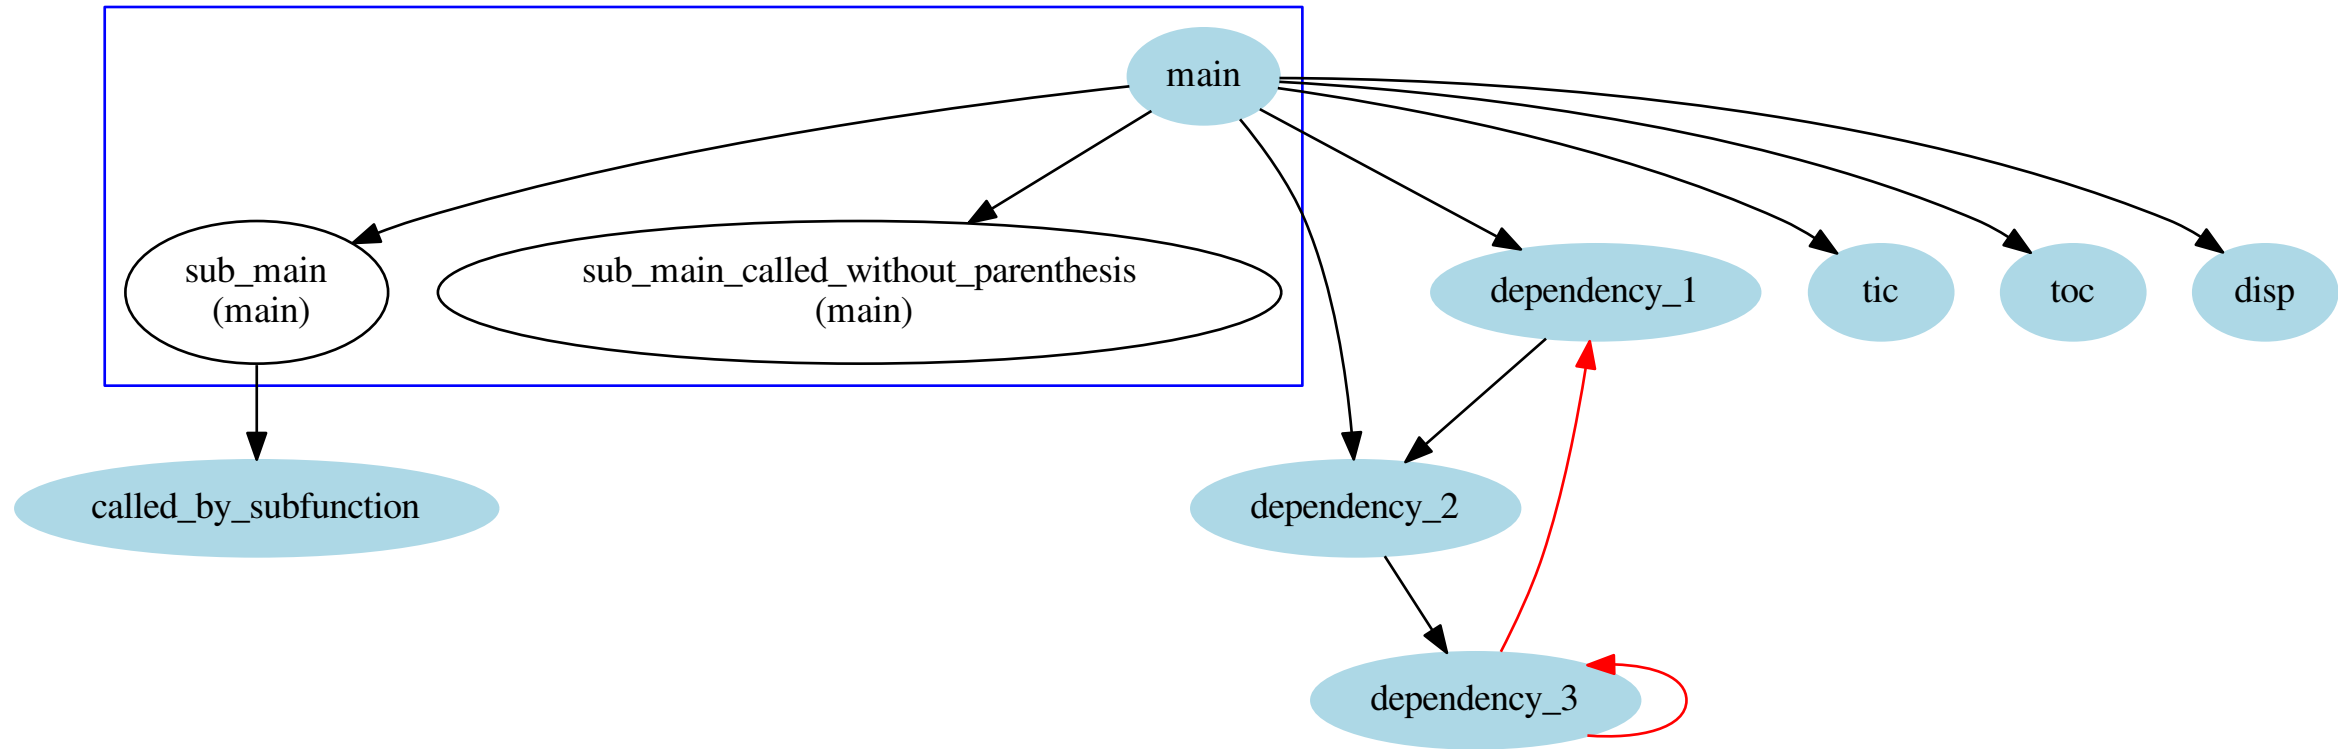 main
sub_main
(main)
sub_main_called_without_parenthesis
(main)
dependency_1
tic
toc
disp
called_by_subfunction
dependency_2
dependency_3